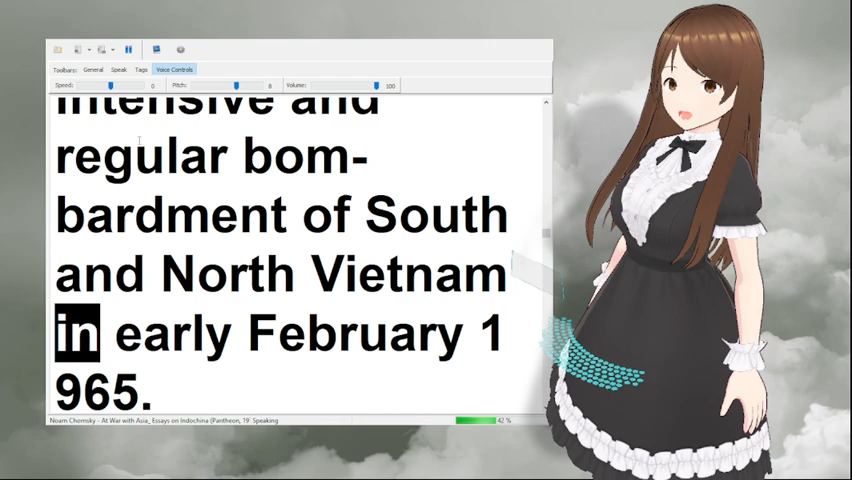 Toolbars: General Speak Tags Voice Controls
Speed: 0 Pitch: 8 Volume: 100
intensive and
regular bom-
bardment of South
and North Vietnam
in early February 1
965.
Noam Chomsky - At War with Asia_ Essays on Indochina (Pantheon, 19' Speaking 42 %